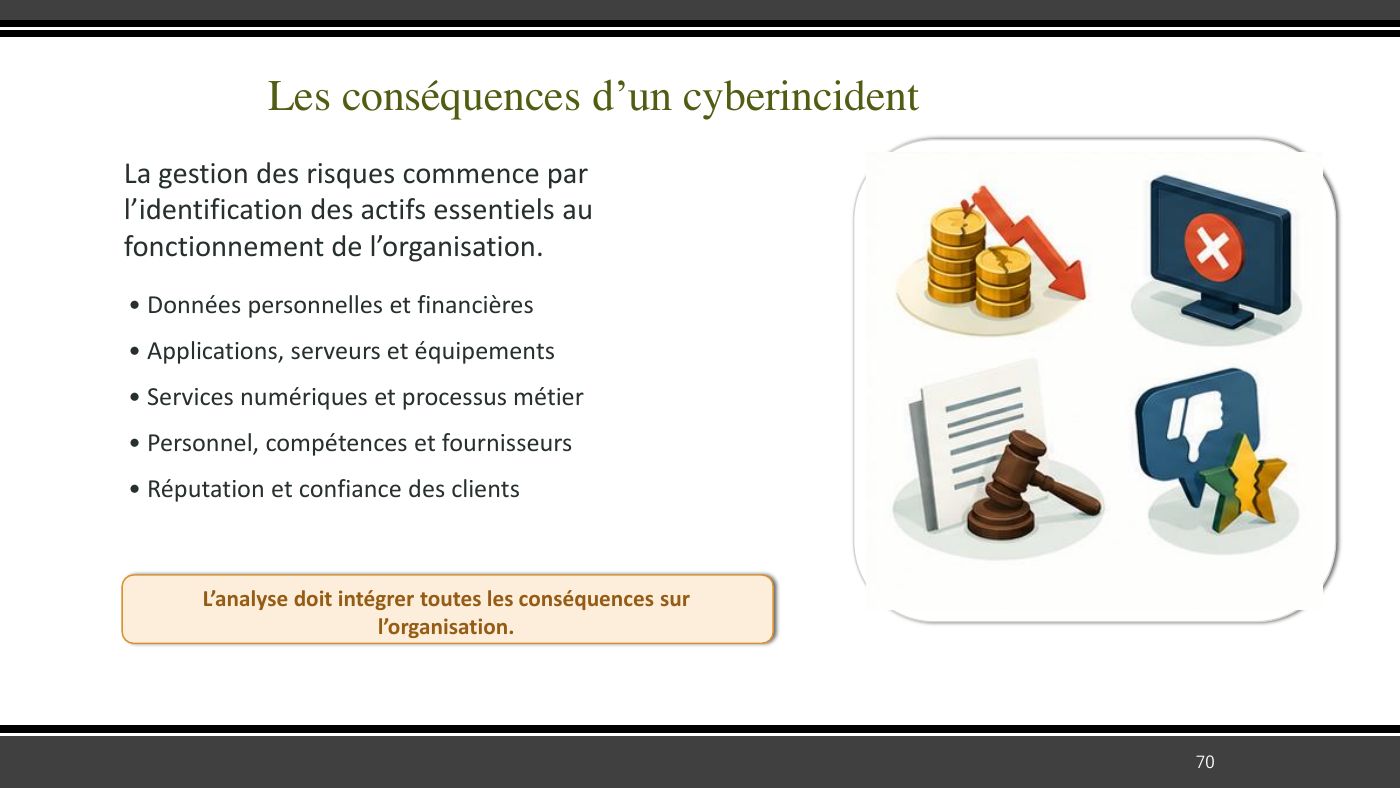 Les conséquences d’un cyberincident
La gestion des risques commence par
l’identification des actifs essentiels au
fonctionnement de l’organisation.
• Données personnelles et financières
• Applications, serveurs et équipements
• Services numériques et processus métier
• Personnel, compétences et fournisseurs
• Réputation et confiance des clients
L’analyse doit intégrer toutes les conséquences sur
l’organisation.
70